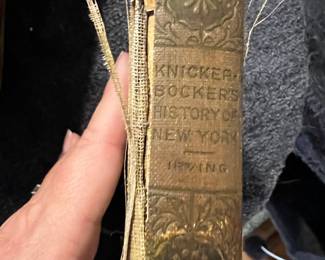 KNICKER-
BOCKER'S
HISTORY OF
NEW YORK
IRVING